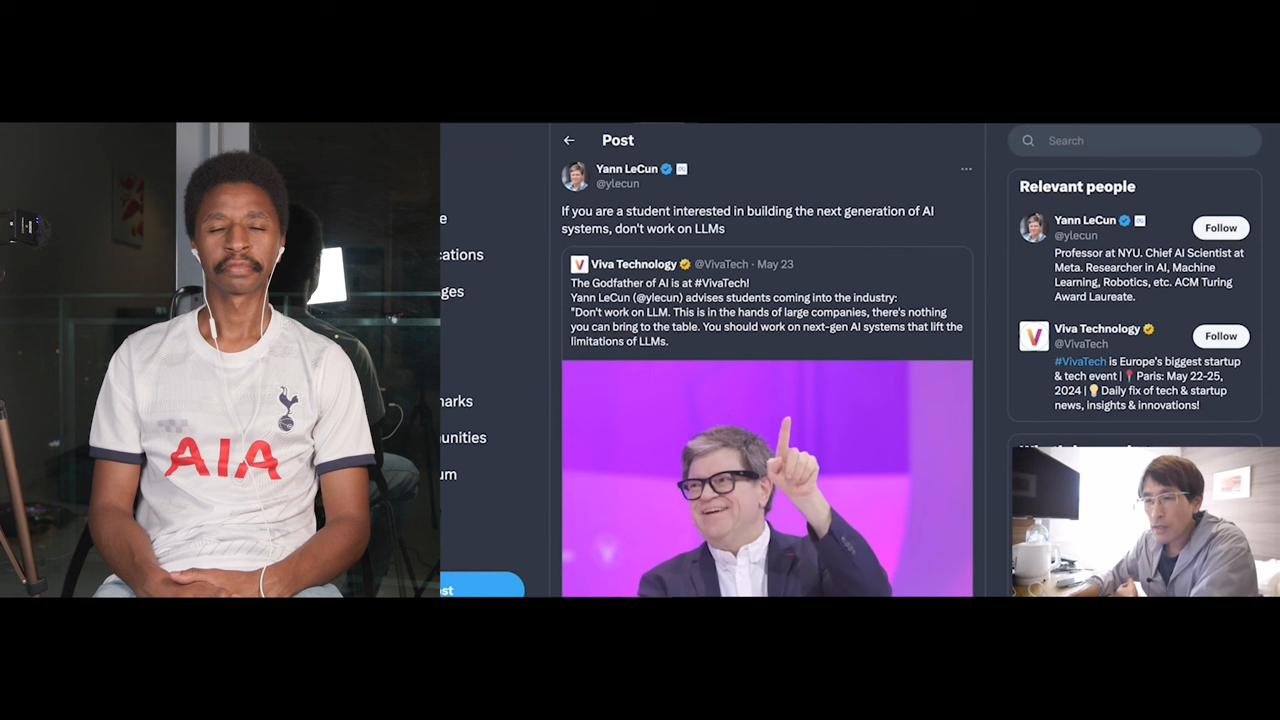 AIA
e
cations
ges
narks
nunities
um
st
Post
Yann LeCun
@ylecun
If you are a student interested in building the next generation of AI
systems, don't work on LLMs
Viva Technology @VivaTech · May 23
The Godfather of AI is at #VivaTech!
Yann LeCun (@ylecun) advises students coming into the industry:
"Don't work on LLM. This is in the hands of large companies, there's nothing
you can bring to the table. You should work on next-gen AI systems that lift the
limitations of LLMs.
Search
Relevant people
Yann LeCun
@ylecun
Follow
Professor at NYU. Chief AI Scientist at
Meta. Researcher in AI, Machine
Learning, Robotics, etc. ACM Turing
Award Laureate.
Viva Technology
@VivaTech
Follow
#VivaTech is Europe's biggest startup
& tech event | Paris: May 22-25,
2024 | Daily fix of tech & startup
news, insights & innovations!